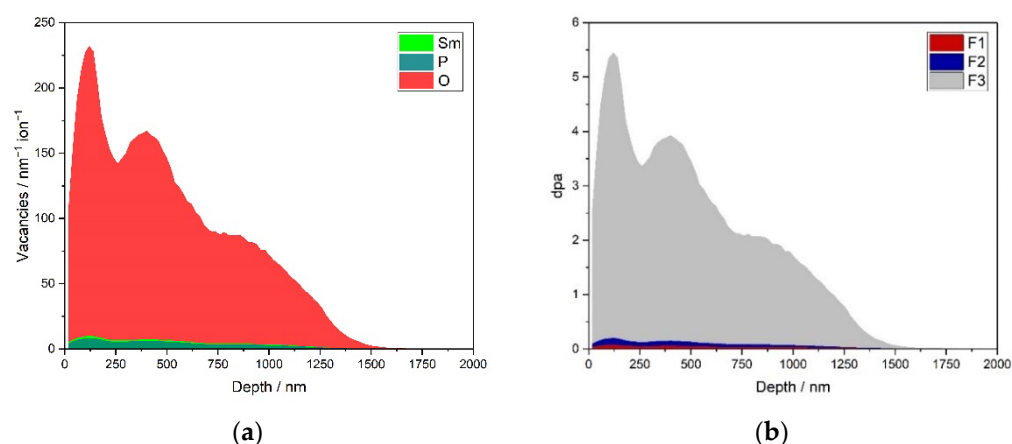 250
200
150
100
50
0
Vacancies / nm⁻¹ ion⁻¹
Sm
P
O
0 250 500 750 1000 1250 1500 1750 2000
Depth / nm
(a)
6
5
4
3
2
1
0
dpa
F1
F2
F3
0 250 500 750 1000 1250 1500 1750 2000
Depth / nm
(b)